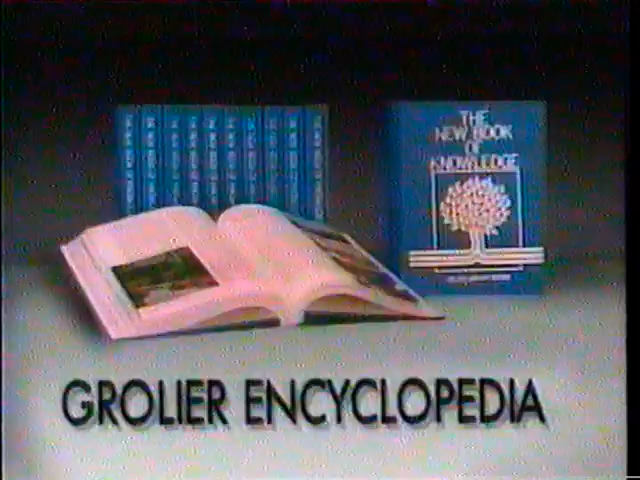 THE
NEW BOOK
OF
KNOWLEDGE
GROLIER ENCYCLOPEDIA